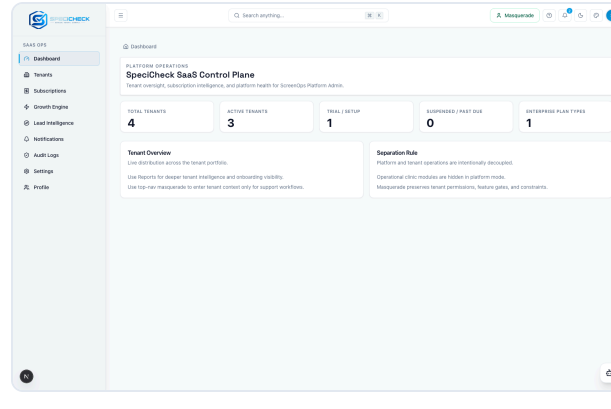 SPECICHECK
Search anything...
⌘ K
Masquerade
SAAS OPS
Dashboard
Tenants
Subscriptions
Growth Engine
Lead Intelligence
Notifications
Audit Logs
Settings
Profile
Dashboard
PLATFORM OPERATIONS
SpeciCheck SaaS Control Plane
Tenant oversight, subscription intelligence, and platform health for ScreenOps Platform Admin.
TOTAL TENANTS
4
ACTIVE TENANTS
3
TRIAL / SETUP
1
SUSPENDED / PAST DUE
0
ENTERPRISE PLAN TYPES
1
Tenant Overview
Live distribution across the tenant portfolio.
Use Reports for deeper tenant intelligence and onboarding visibility.
Use top-nav masquerade to enter tenant context only for support workflows.
Separation Rule
Platform and tenant operations are intentionally decoupled.
Operational clinic modules are hidden in platform mode.
Masquerade preserves tenant permissions, feature gates, and constraints.
N